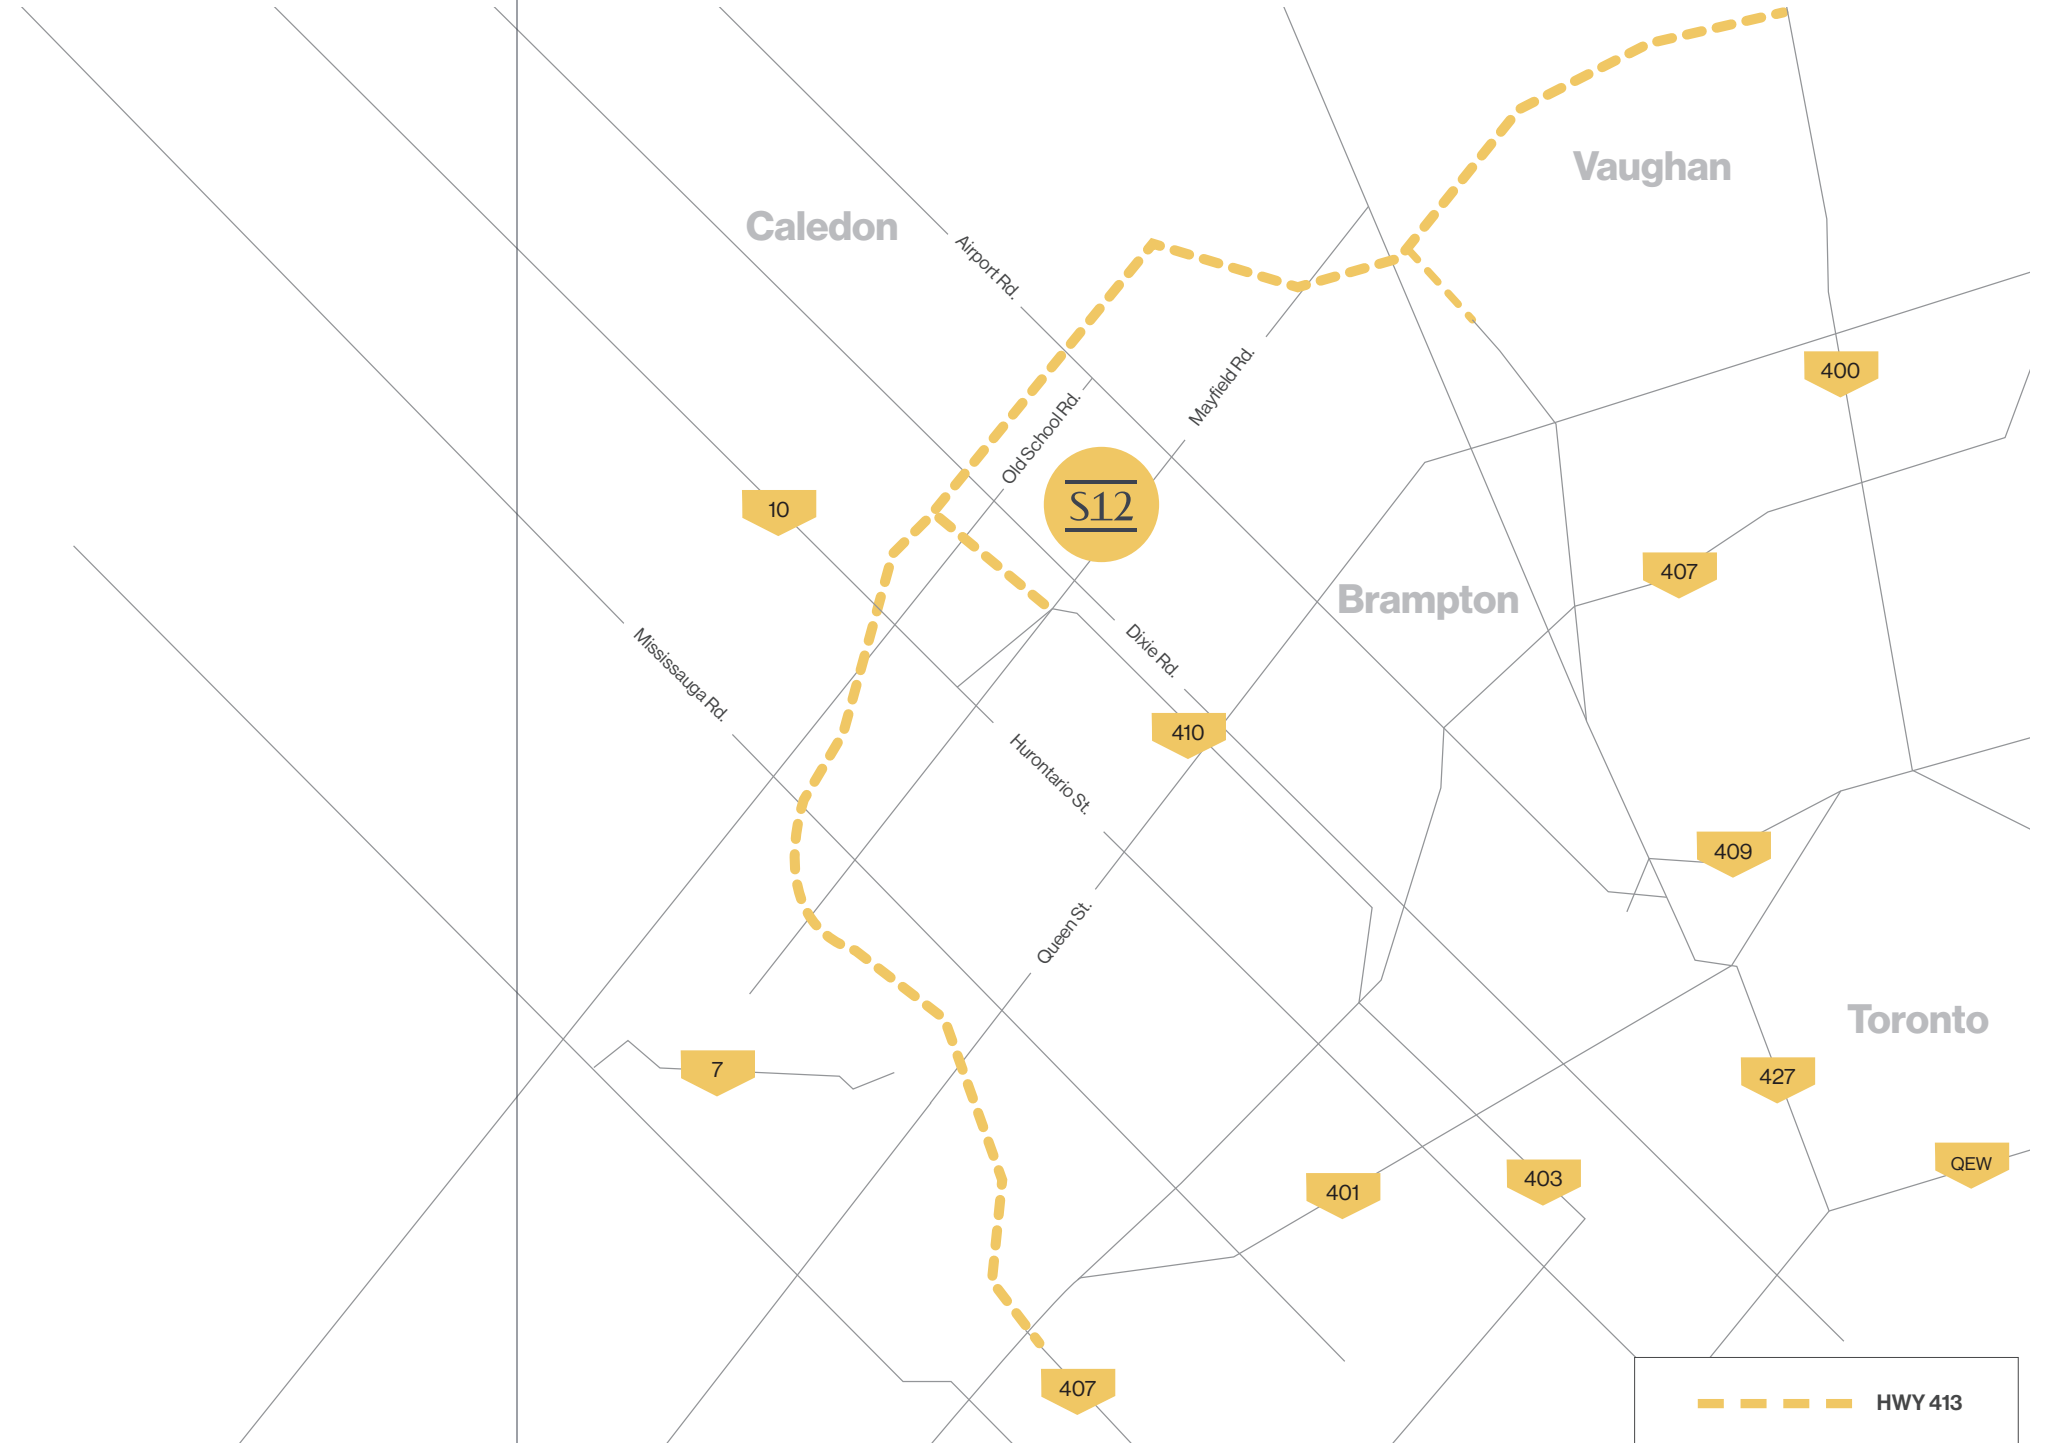 Vaughan
Caledon
Airport Rd.
Mayfield Rd.
400
Old School Rd.
10
S12
407
Brampton
Mississauga Rd.
Dixie Rd.
410
Hurontario St.
409
Queen St.
Toronto
7
427
QEW
401
403
407
HWY 413